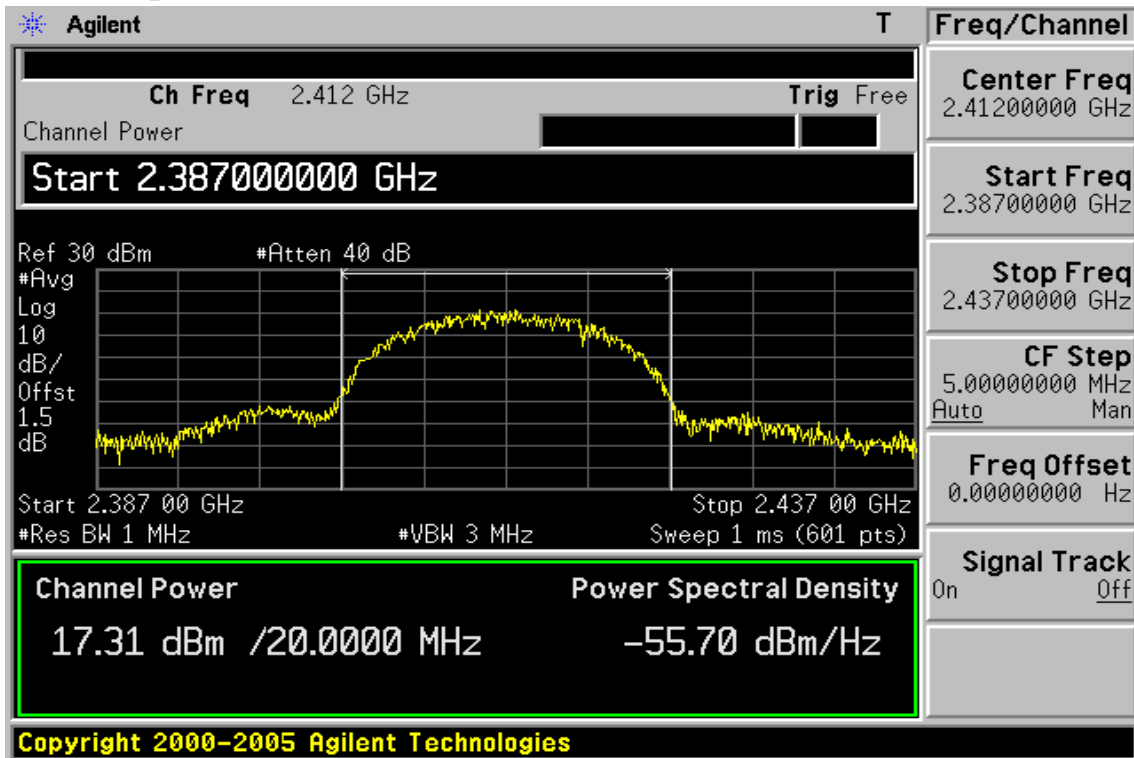 Agilent
T
Freq/Channel
Ch Freq 2.412 GHz
Trig Free
Channel Power
Start 2.387000000 GHz
Ref 30 dBm #Atten 40 dB
#Avg
Log
10
dB/
Offst
1.5
dB
Start 2.387 00 GHz Stop 2.437 00 GHz
#Res BW 1 MHz #VBW 3 MHz Sweep 1 ms (601 pts)
Channel Power Power Spectral Density
17.31 dBm /20.0000 MHz -55.70 dBm/Hz
Center Freq
2.41200000 GHz
Start Freq
2.38700000 GHz
Stop Freq
2.43700000 GHz
CF Step
5.00000000 MHz
Auto Man
Freq Offset
0.00000000 Hz
Signal Track
On Off
Copyright 2000-2005 Agilent Technologies